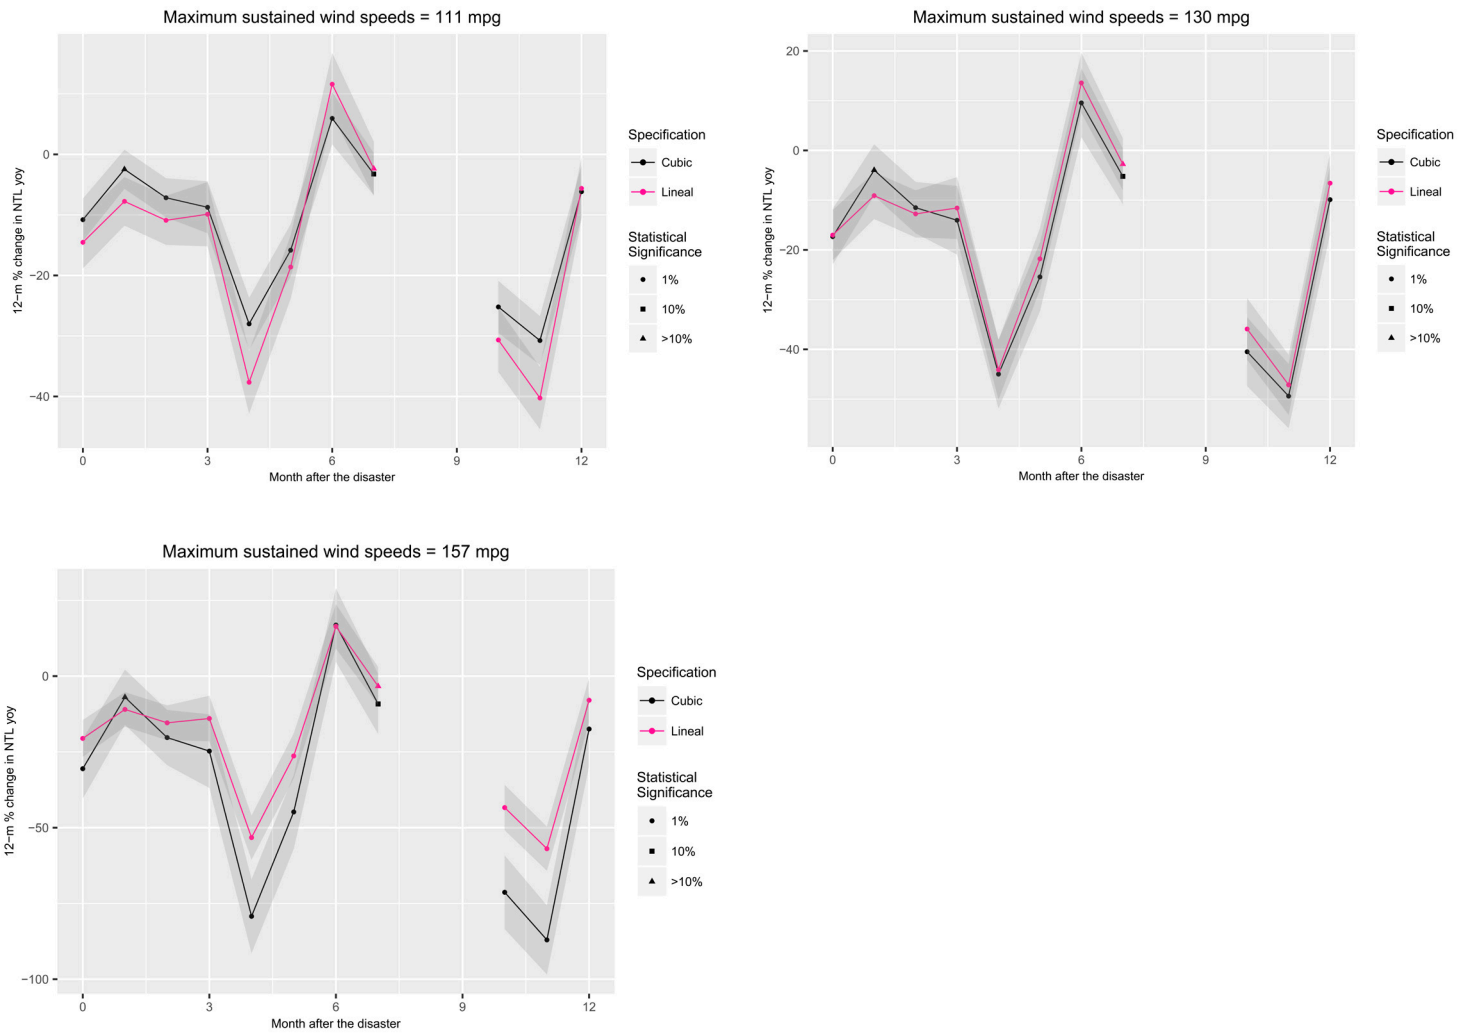 Maximum sustained wind speeds = 111 mpg
12−m % change in NTL yoy
0
−20
−40
0
3
6
9
12
Month after the disaster
Specification
Cubic
Lineal
Statistical
Significance
1%
10%
>10%
Maximum sustained wind speeds = 130 mpg
12−m % change in NTL yoy
20
0
−20
−40
0
3
6
9
12
Month after the disaster
Specification
Cubic
Lineal
Statistical
Significance
1%
10%
>10%
Maximum sustained wind speeds = 157 mpg
12−m % change in NTL yoy
0
−50
−100
0
3
6
9
12
Month after the disaster
Specification
Cubic
Lineal
Statistical
Significance
1%
10%
>10%